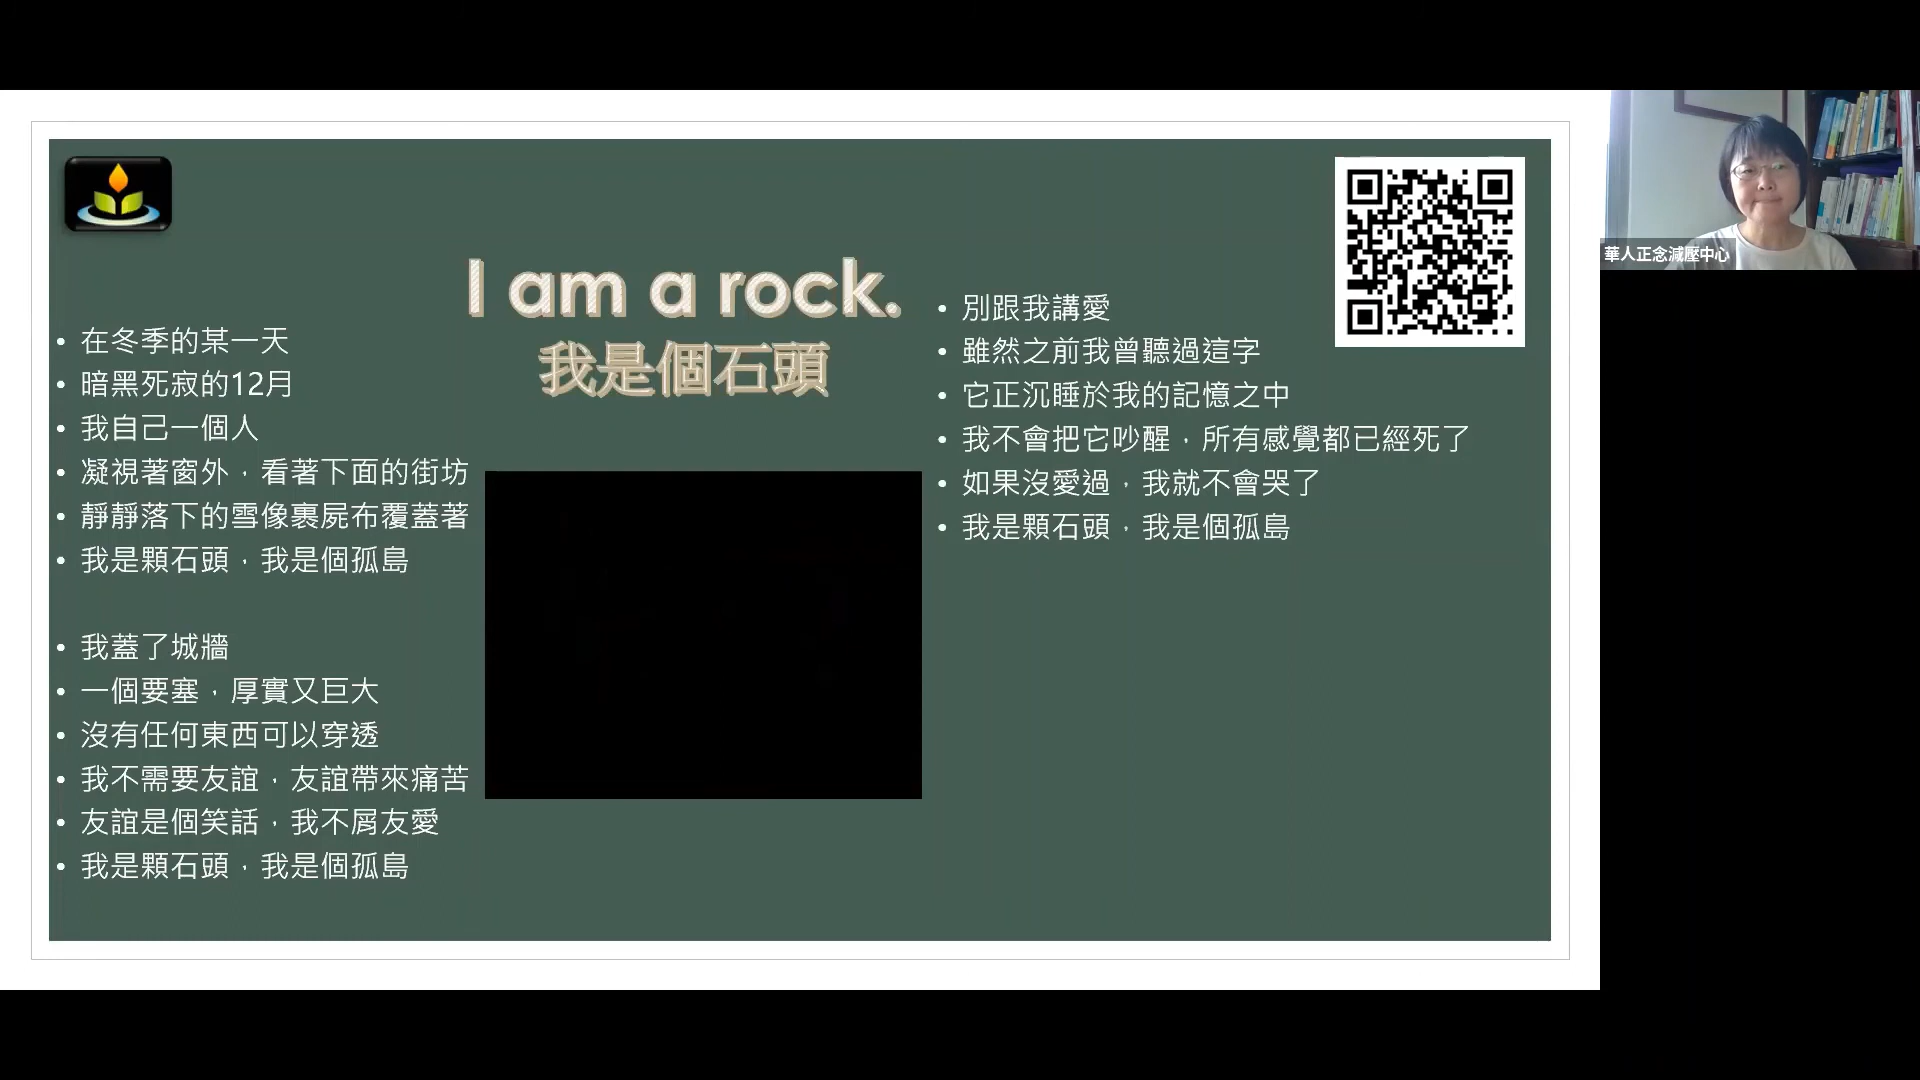 I am a rock.
我是個石頭
在冬季的某一天
暗黑死寂的12月
我自己一個人
凝視著窗外，看著下面的街坊
靜靜落下的雪像裹屍布覆蓋著
我是顆石頭，我是個孤島
我蓋了城牆
一個要塞，厚實又巨大
沒有任何東西可以穿透
我不需要友誼，友誼帶來痛苦
友誼是個笑話，我不屑友愛
我是顆石頭，我是個孤島
別跟我講愛
雖然之前我曾聽過這字
它正沉睡於我的記憶之中
我不會把它吵醒，所有感覺都已經死了
如果沒愛過，我就不會哭了
我是顆石頭，我是個孤島
華人正念減壓中心